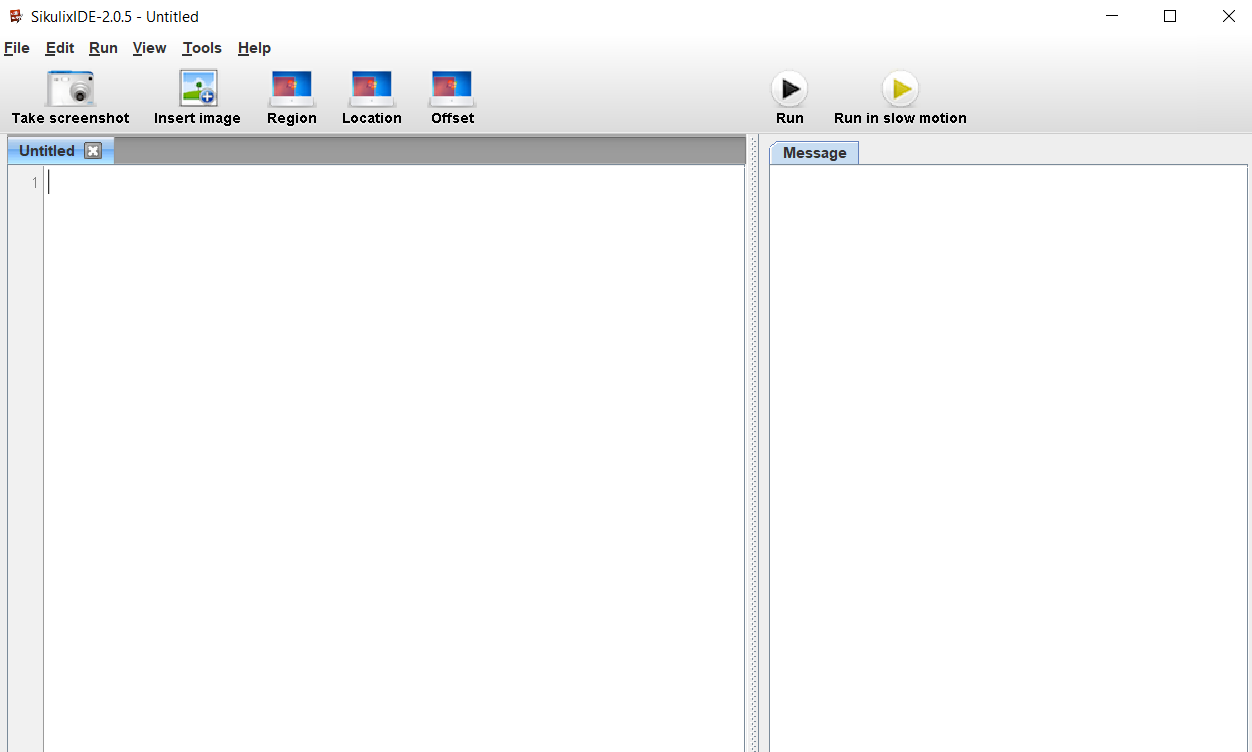 SikulixIDE-2.0.5 - Untitled
File Edit Run View Tools Help
Take screenshot Insert image Region Location Offset Run Run in slow motion
Untitled Message
1